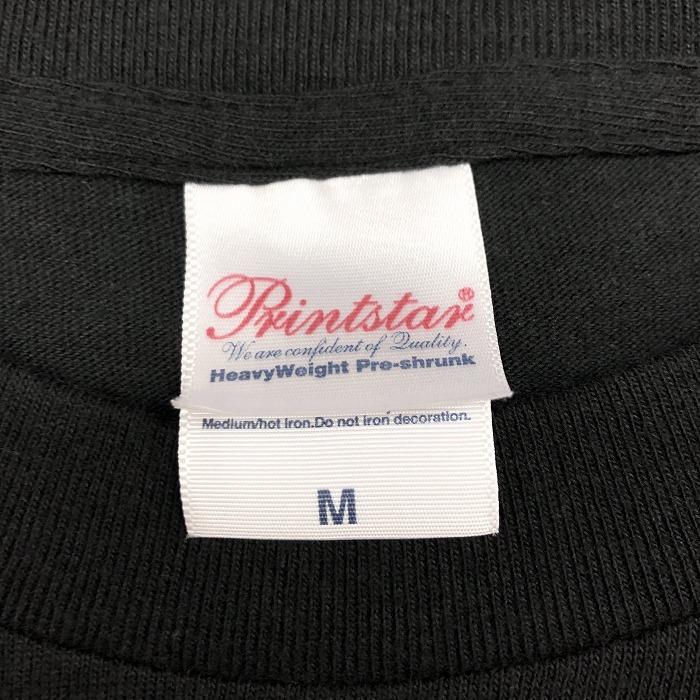 Printstar®
We are confident of Quality.
HeavyWeight Pre-shrunk
Medium/hot iron.Do not iron decoration.
M